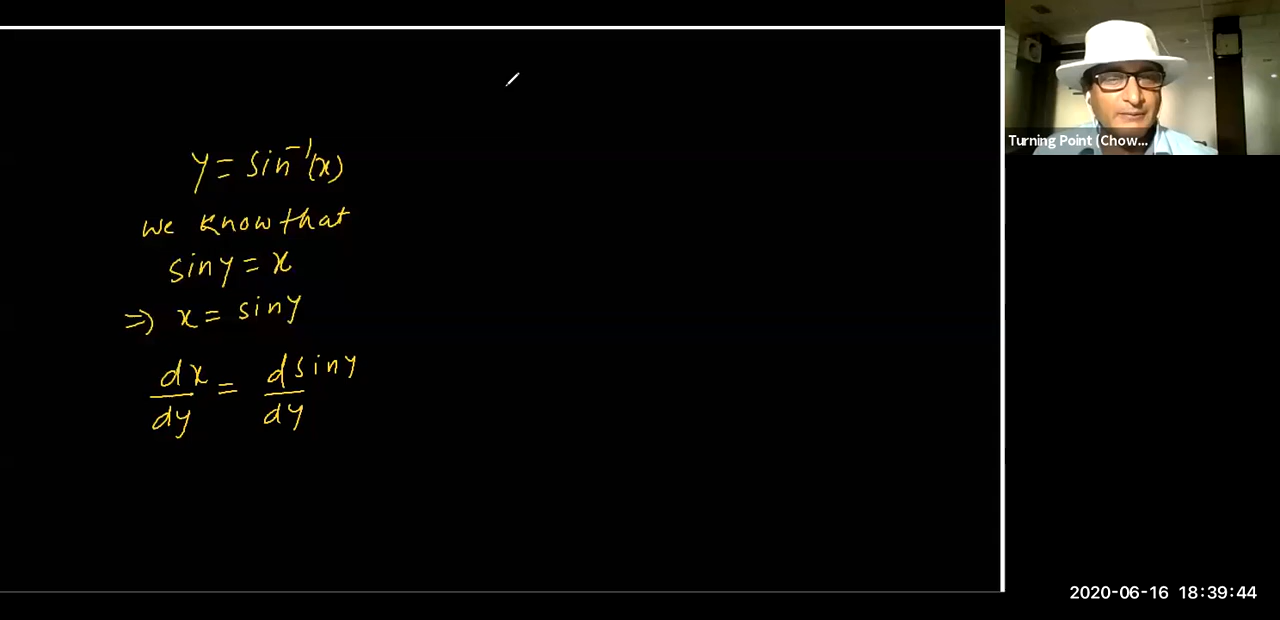 y = sin⁻¹(x)
we know that
sin y = x
⇒ x = sin y
dx/dy = d sin y/dy
Turning Point (Chow...
2020-06-16 18:39:44